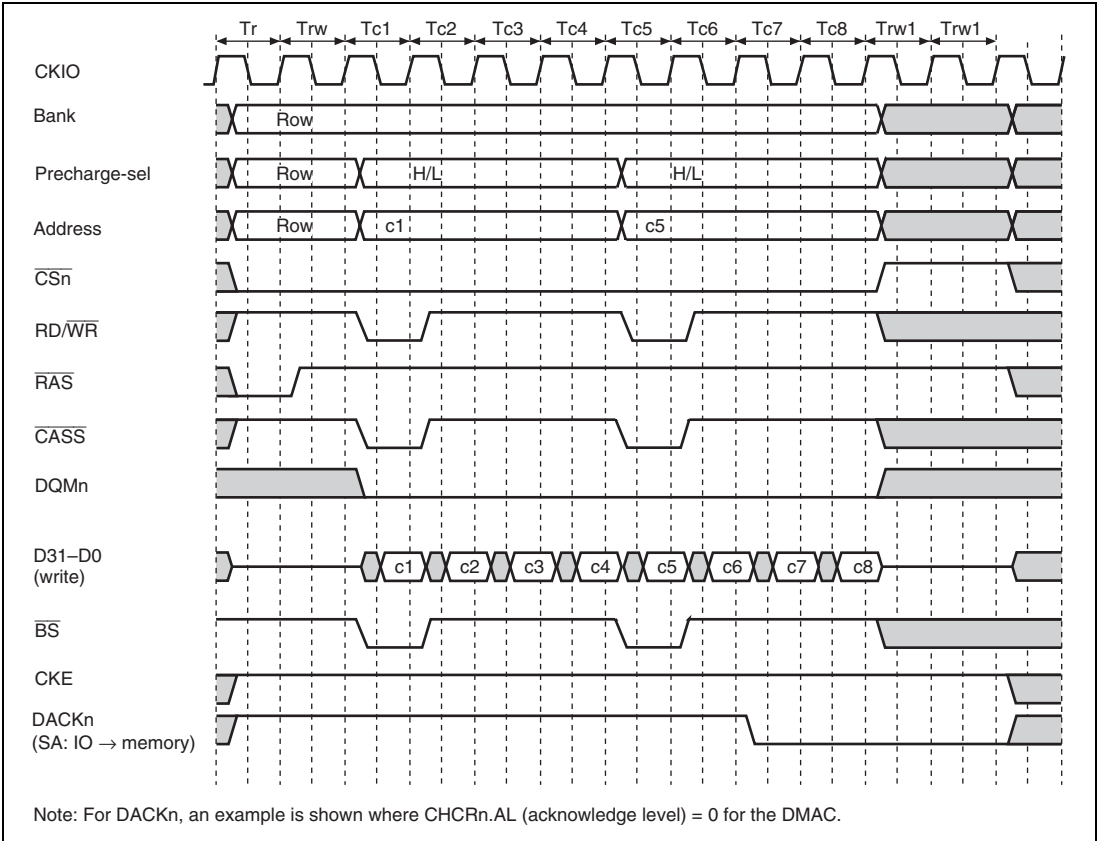 Tr Trw Tc1 Tc2 Tc3 Tc4 Tc5 Tc6 Tc7 Tc8 Trw1 Trw1
CKIO
Bank Row
Precharge-sel Row H/L H/L
Address Row c1 c5
CSn
RD/WR
RAS
CASS
DQMn
D31–D0
(write) c1 c2 c3 c4 c5 c6 c7 c8
BS
CKE
DACKn
(SA: IO → memory)
Note: For DACKn, an example is shown where CHCRn.AL (acknowledge level) = 0 for the DMAC.